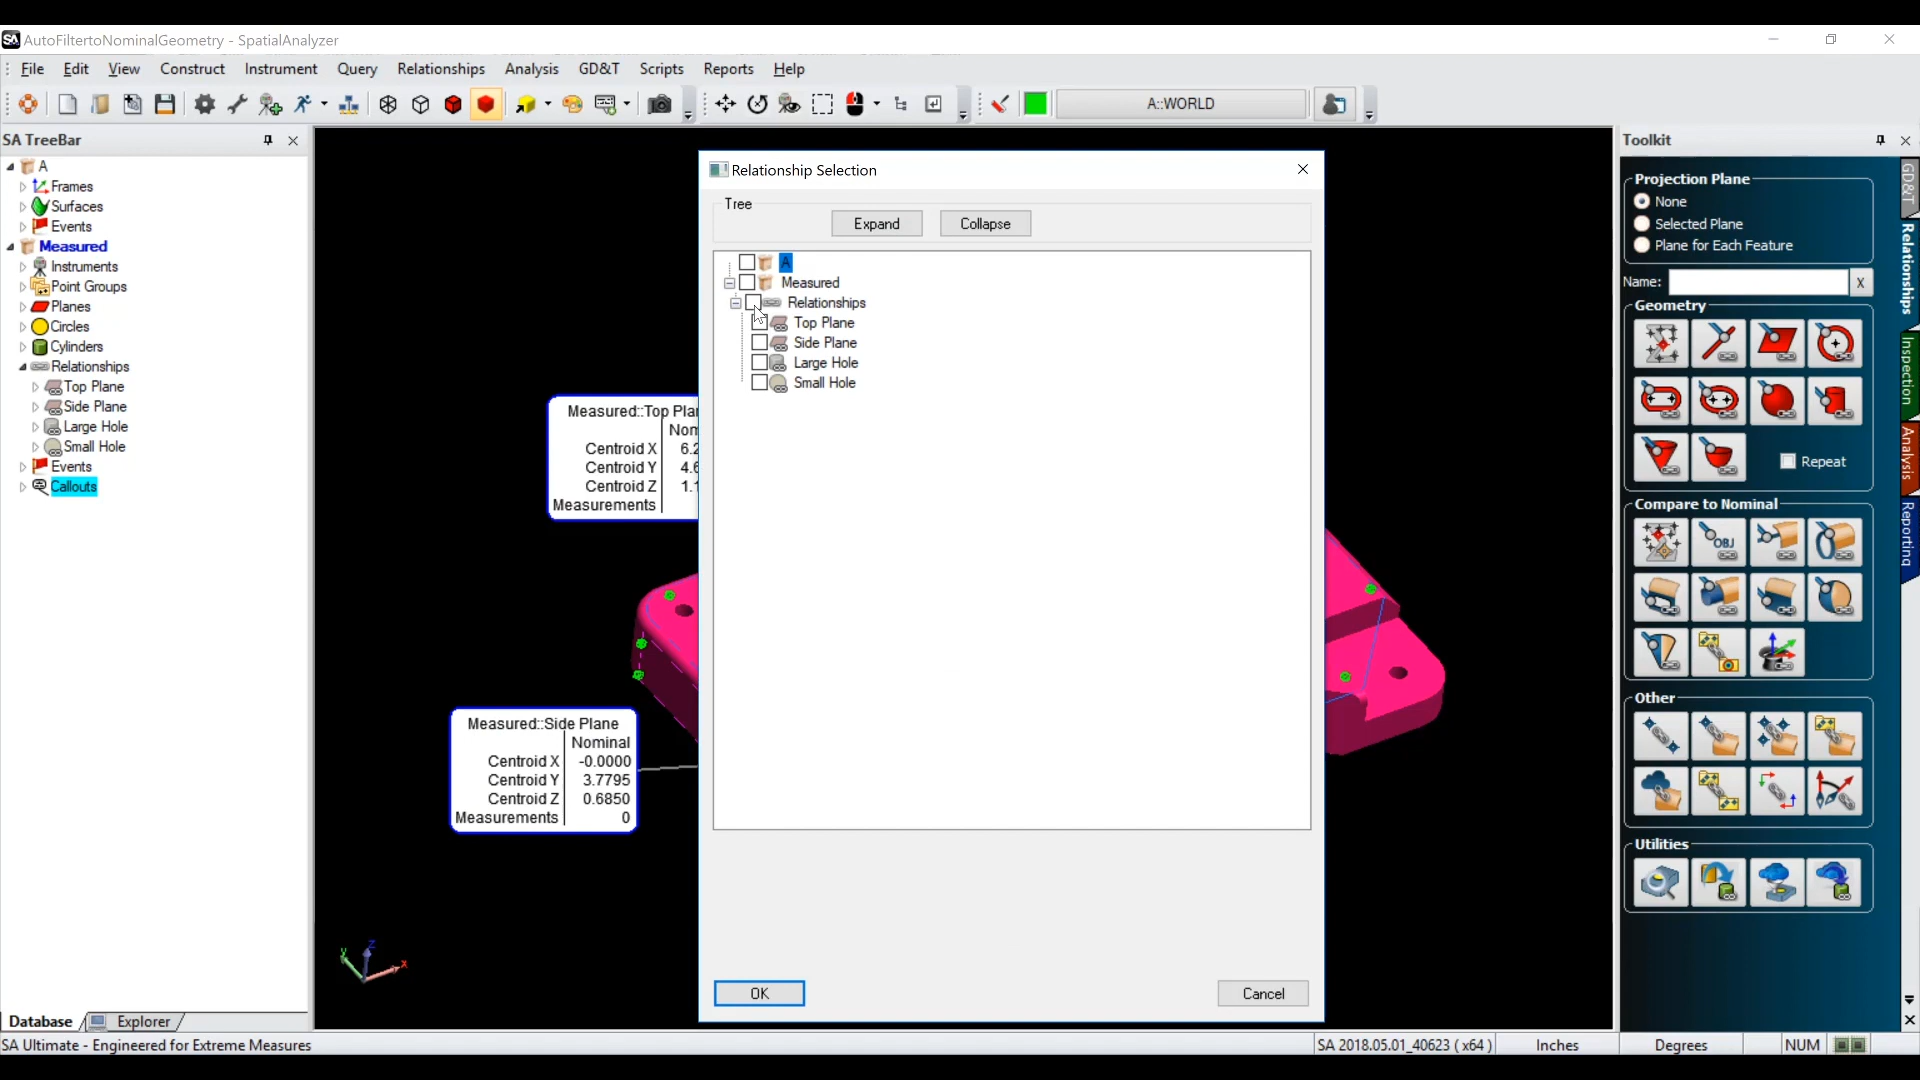 AutoFiltertoNominalGeometry - SpatialAnalyzer
File Edit View Construct Instrument Query Relationships Analysis GD&T Scripts Reports Help
A::WORLD
SA TreeBar
A
Frames
Surfaces
Events
Measured
Instruments
Point Groups
Planes
Circles
Cylinders
Relationships
Top Plane
Side Plane
Large Hole
Small Hole
Events
Callouts
Database
Explorer
Measured::Top Plan
Nom
Centroid X 6.2
Centroid Y 4.6
Centroid Z 1.1
Measurements
Measured::Side Plane
Nominal
Centroid X -0.0000
Centroid Y 3.7795
Centroid Z 0.6850
Measurements 0
z
y
x
Relationship Selection
Tree
Expand Collapse
A
Measured
Relationships
Top Plane
Side Plane
Large Hole
Small Hole
OK Cancel
Toolkit
Projection Plane
None
Selected Plane
Plane for Each Feature
Name: X
Geometry
Repeat
Compare to Nominal
OBJ
Other
Utilities
GD&T
Relationships
Inspection
Analysis
Reporting
SA Ultimate - Engineered for Extreme Measures
SA 2018.05.01_40623 ( x64 ) Inches Degrees NUM